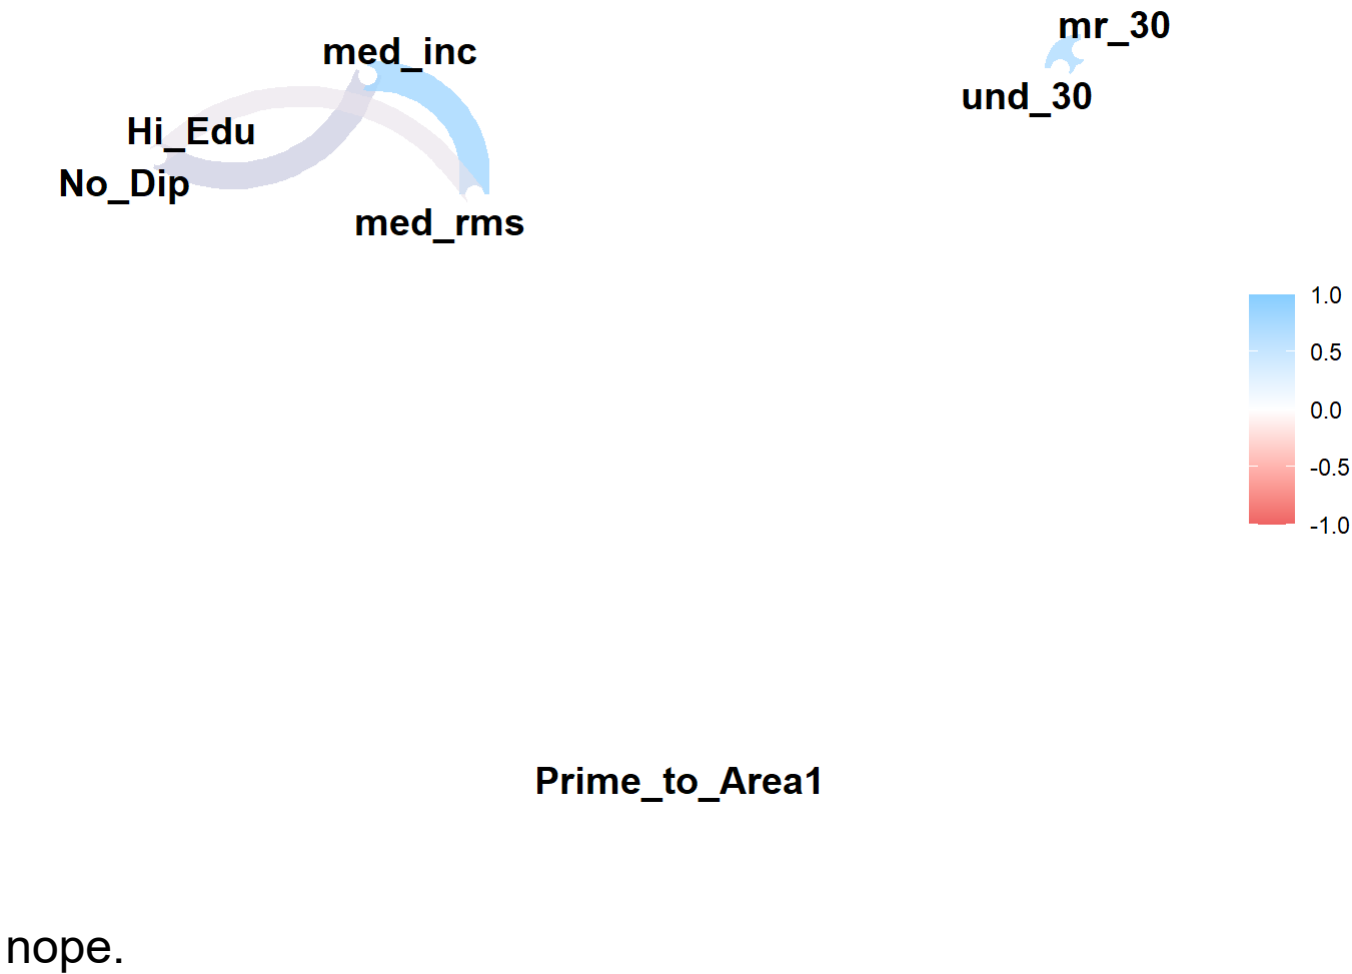 mr_30
med_inc
und_30
Hi_Edu
No_Dip
med_rms
1.0
0.5
0.0
-0.5
-1.0
Prime_to_Area1
nope.